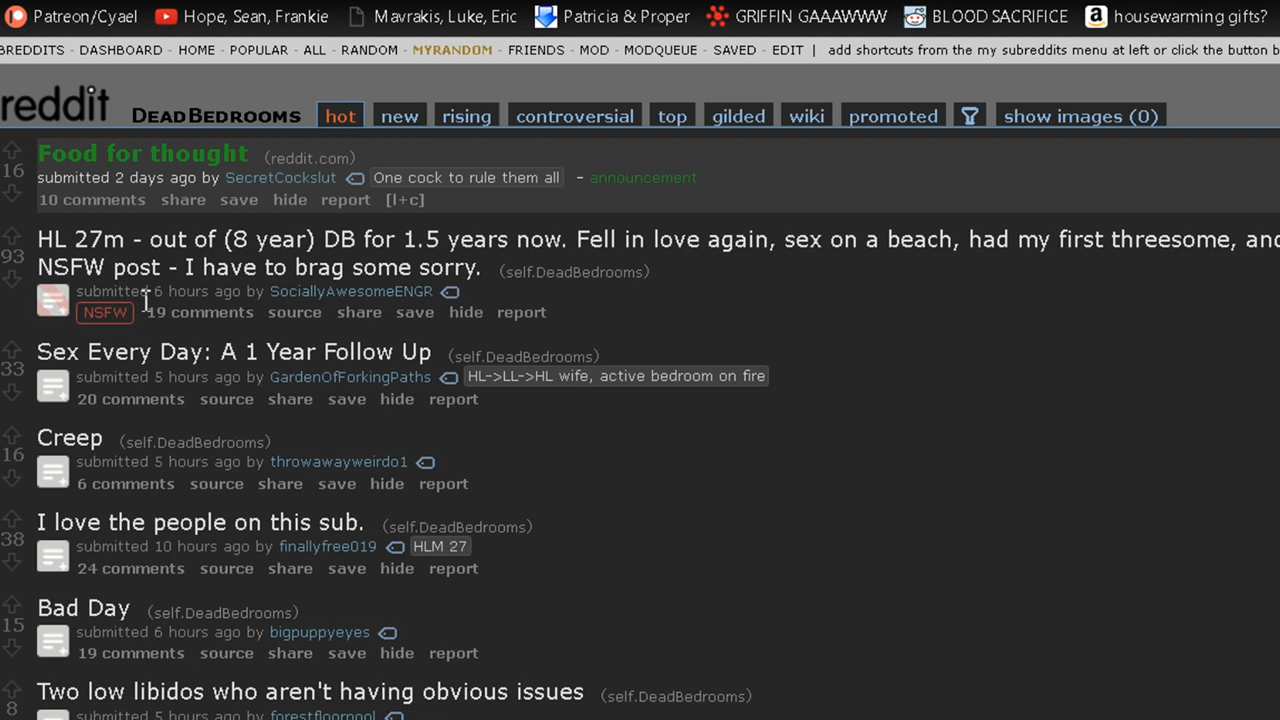 Patreon/Cyael Hope, Sean, Frankie Mavrakis, Luke, Eric Patricia & Proper GRIFFIN GAAAWWW BLOOD SACRIFICE housewarming gifts?
BREDDITS - DASHBOARD - HOME - POPULAR - ALL - RANDOM - MYRANDOM - FRIENDS - MOD - MODQUEUE - SAVED - EDIT | add shortcuts from the my subreddits menu at left or click the button b
reddit DEADBEDROOMS hot new rising controversial top gilded wiki promoted show images (0)
Food for thought (reddit.com)
16 submitted 2 days ago by SecretCockslut One cock to rule them all - announcement
10 comments share save hide report [l+c]
HL 27m - out of (8 year) DB for 1.5 years now. Fell in love again, sex on a beach, had my first threesome, and
93 NSFW post - I have to brag some sorry. (self.DeadBedrooms)
submitted 6 hours ago by SociallyAwesomeENGR
NSFW 19 comments source share save hide report
Sex Every Day: A 1 Year Follow Up (self.DeadBedrooms)
33 submitted 5 hours ago by GardenOfForkingPaths HL->LL->HL wife, active bedroom on fire
20 comments source share save hide report
Creep (self.DeadBedrooms)
16 submitted 5 hours ago by throwawayweirdo1
6 comments source share save hide report
I love the people on this sub. (self.DeadBedrooms)
38 submitted 10 hours ago by finallyfree019 HLM 27
24 comments source share save hide report
Bad Day (self.DeadBedrooms)
15 submitted 6 hours ago by bigpuppyeyes
19 comments source share save hide report
Two low libidos who aren't having obvious issues (self.DeadBedrooms)
8 submitted 5 hours ago by forestfloorpool